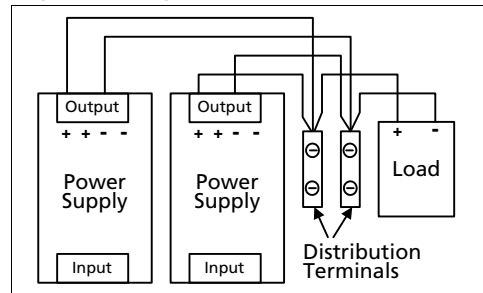 Output
+ + - -
Power
Supply
Input
Output
+ + - -
Power
Supply
Input
+ -
Load
Distribution
Terminals